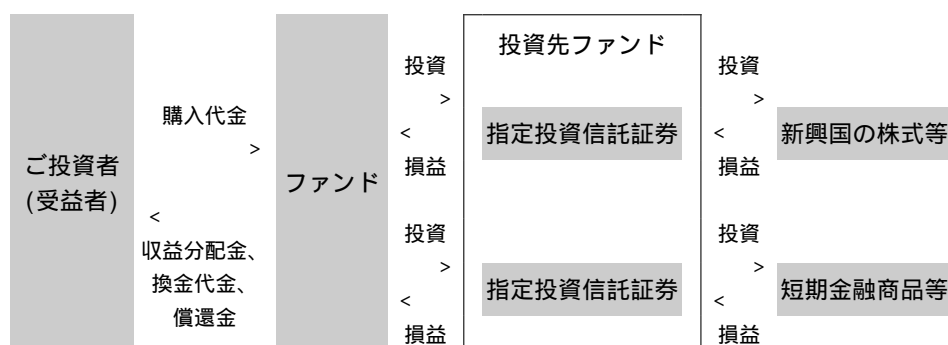 投資先ファンド
投資
>
<
損益
投資
>
<
損益
購入代金
>
指定投資信託証券
新興国の株式等
ご投資者
(受益者)
ファンド
<
収益分配金、
換金代金、
償還金
投資
>
<
損益
指定投資信託証券
投資
>
<
損益
短期金融商品等